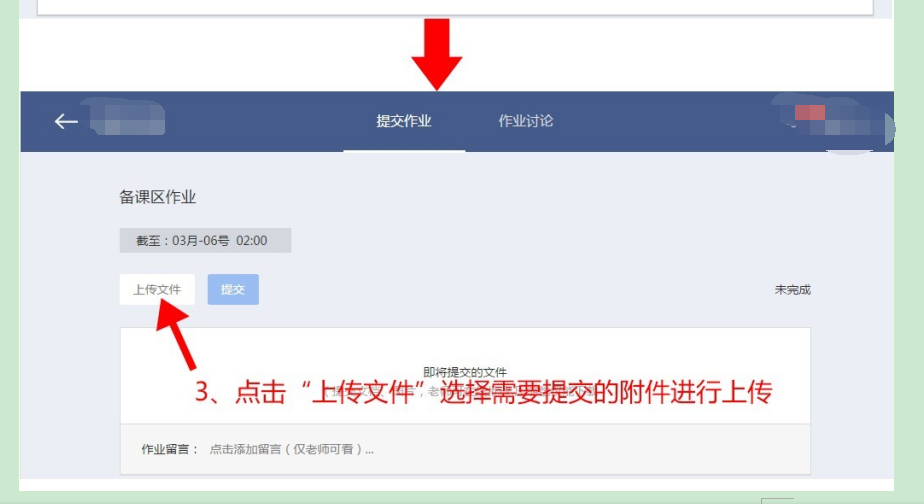 提交作业
作业讨论
备课区作业
截至：03月-06号 02:00
上传文件
提交
未完成
即将提交的文件
3、点击“上传文件”选择需要提交的附件进行上传
作业留言： 点击添加留言（仅老师可看）...